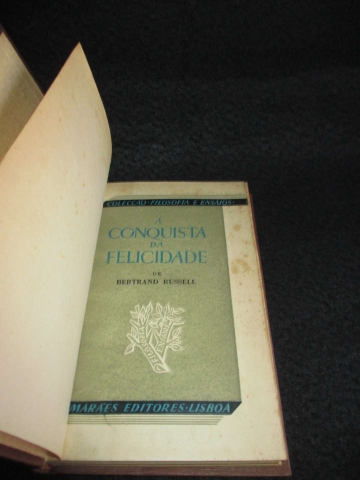 COLECÇÃO · FILOSOFIA E ENSAIOS ·
A
CONQUISTA
DA
FELICIDADE
DE
BERTRAND RUSSELL
MARÃES EDITORES · LISBOA